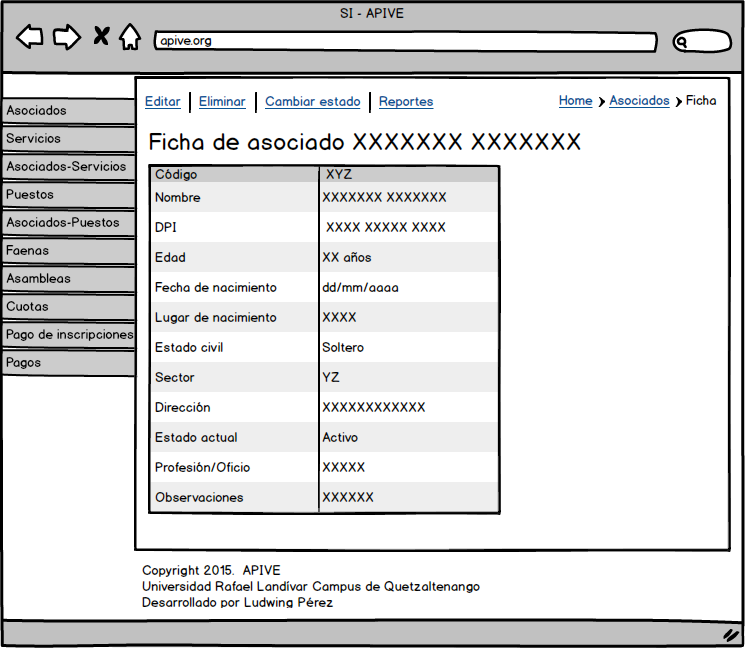 SI - APIVE
apive.org
Asociados
Servicios
Asociados-Servicios
Puestos
Asociados-Puestos
Faenas
Asambleas
Cuotas
Pago de inscripciones
Pagos
Editar | Eliminar | Cambiar estado | Reportes
Home > Asociados > Ficha
Ficha de asociado XXXXXXX XXXXXXX
Código XYZ
Nombre XXXXXXX XXXXXXX
DPI XXXX XXXXX XXXX
Edad XX años
Fecha de nacimiento dd/mm/aaaa
Lugar de nacimiento XXXX
Estado civil Soltero
Sector YZ
Dirección XXXXXXXXXXXX
Estado actual Activo
Profesión/Oficio XXXXX
Observaciones XXXXXX
Copyright 2015. APIVE
Universidad Rafael Landívar Campus de Quetzaltenango
Desarrollado por Ludwing Pérez